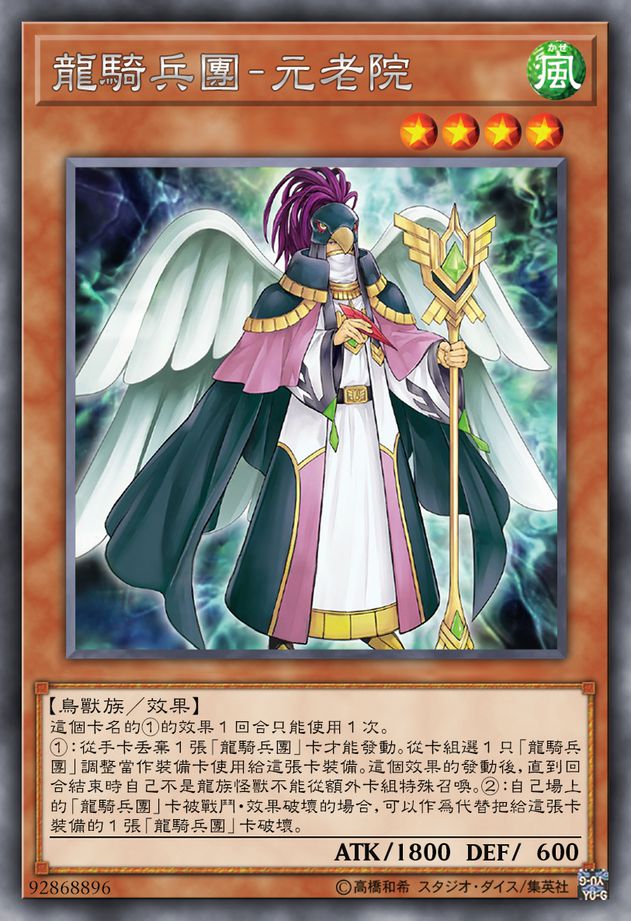 龍騎兵團-元老院
かぜ
風
【鳥獸族／效果】
這個卡名的①的效果1回合只能使用1次。
①:從手卡丟棄1張「龍騎兵團」卡才能發動。從卡組選1只「龍騎兵
團」調整當作裝備卡使用給這張卡裝備。這個效果的發動後，直到回
合結束時自己不是龍族怪獸不能從額外卡組特殊召喚。②:自己場上
的「龍騎兵團」卡被戰鬥・效果破壞的場合，可以作為代替把給這張卡
裝備的1張「龍騎兵團」卡破壞。
ATK/1800 DEF/ 600
92868896
©高橋和希 スタジオ・ダイス/集英社